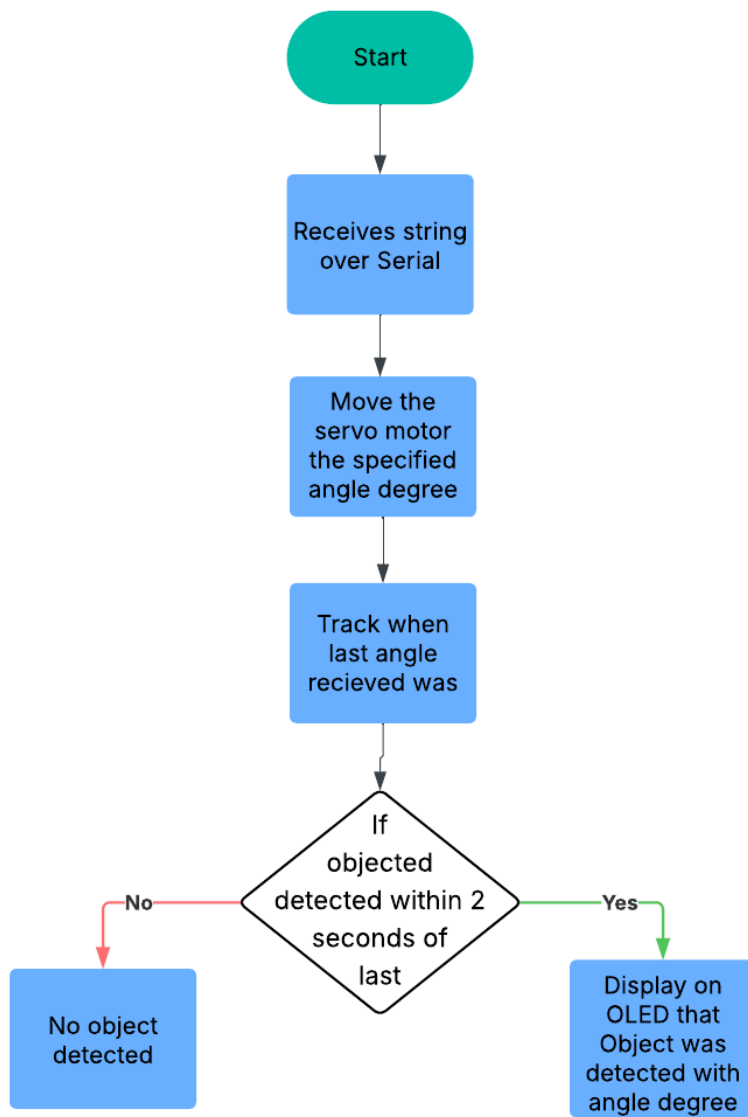 Start
Receives string
over Serial
Move the
servo motor
the specified
angle degree
Track when
last angle
recieved was
If
objected
detected within 2
seconds of
last
No
Yes
No object
detected
Display on
OLED that
Object was
detected with
angle degree